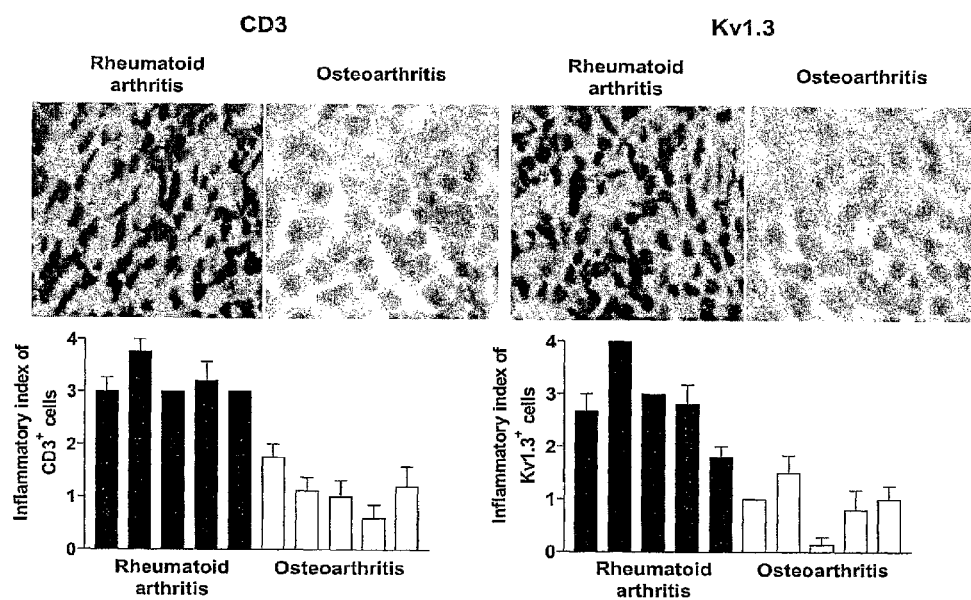 CD3
Rheumatoid
arthritis
Osteoarthritis
Kv1.3
Rheumatoid
arthritis
Osteoarthritis
Inflammatory index of
CD3⁺ cells
4
3
2
1
0
Rheumatoid
arthritis
Osteoarthritis
Inflammatory index of
Kv1.3⁺ cells
4
3
2
1
0
Rheumatoid
arthritis
Osteoarthritis